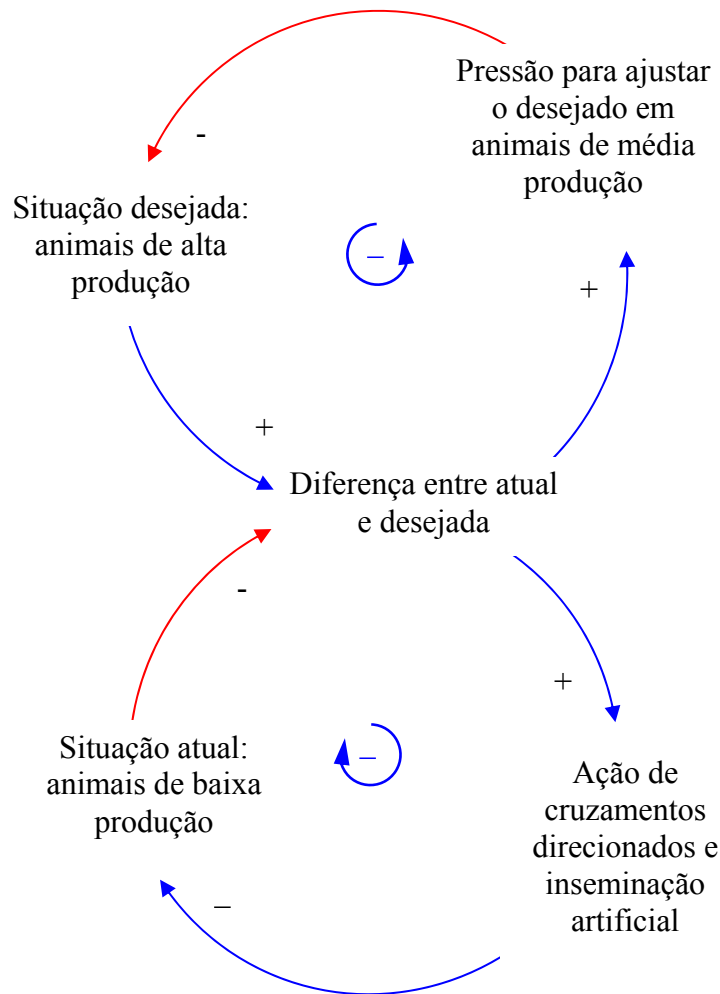 Pressão para ajustar
o desejado em
animais de média
produção
-
Situação desejada:
animais de alta
produção
–
+
+
Diferença entre atual
e desejada
-
+
Situação atual:
animais de baixa
produção
–
Ação de
cruzamentos
direcionados e
inseminação
artificial
–